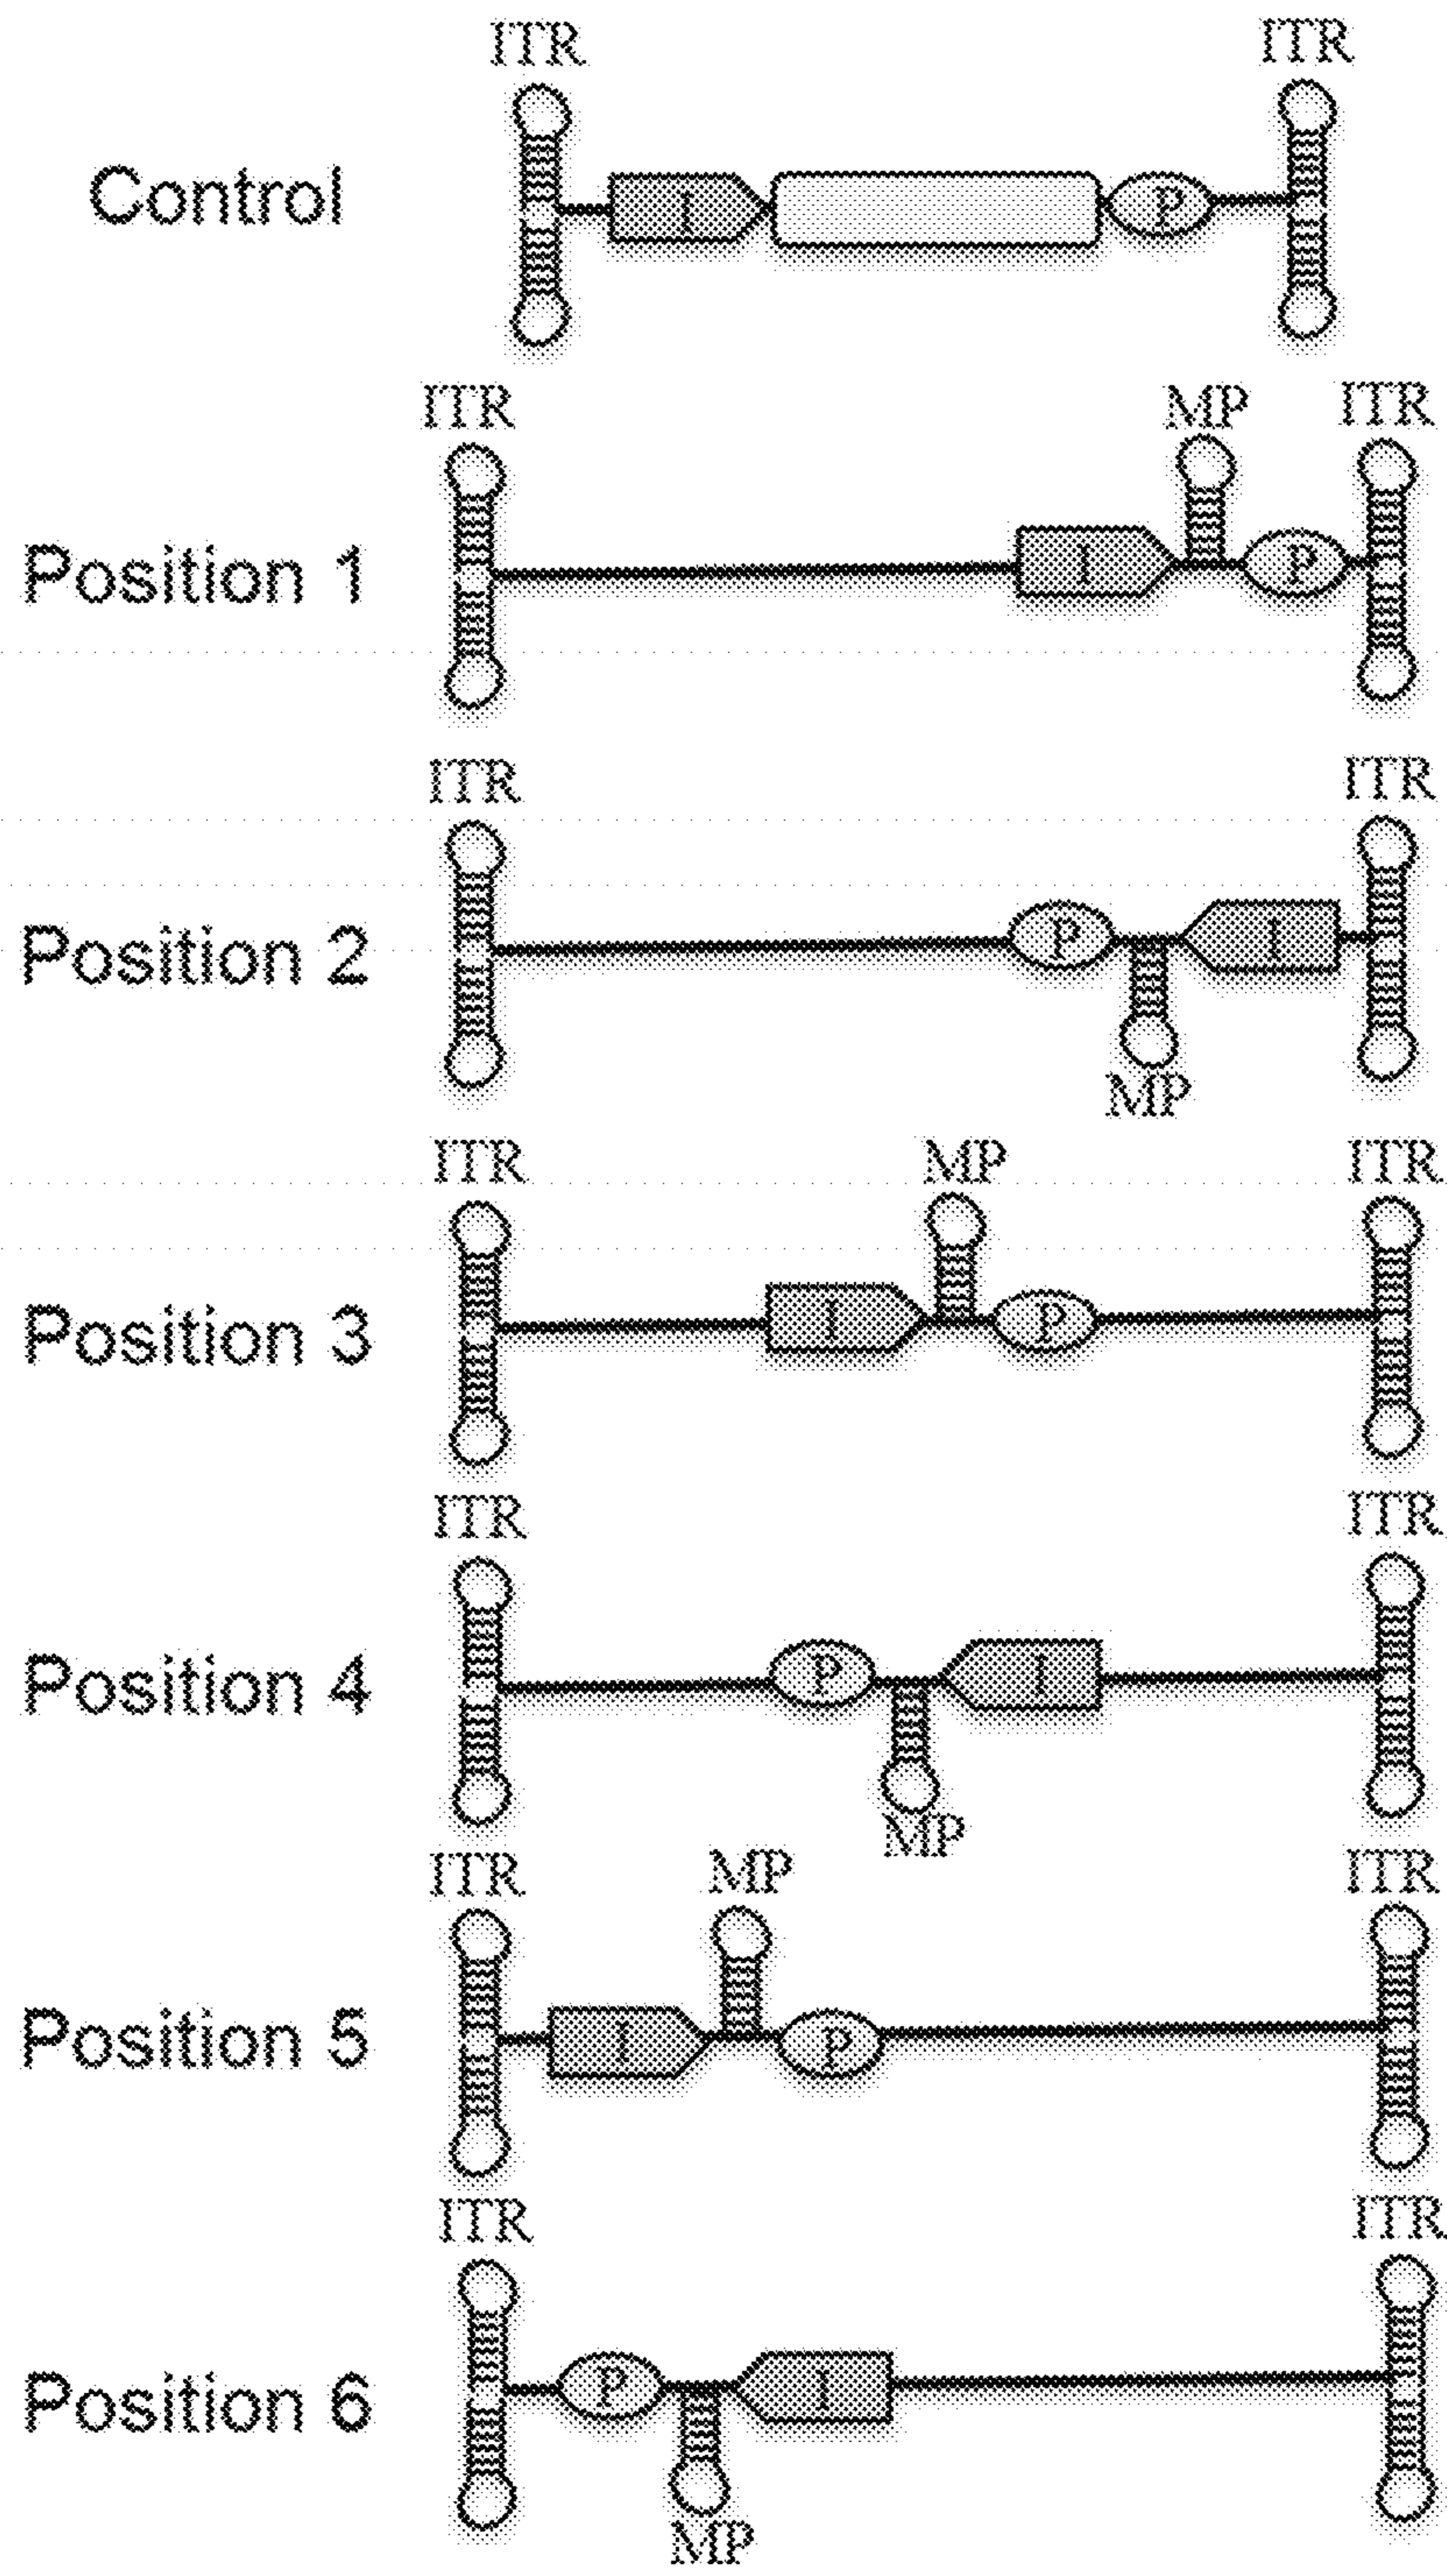 ITR ITR
Control I P
ITR MP ITR
Position 1 I P
ITR ITR
Position 2 P I
MP
ITR MP ITR
Position 3 I P
ITR ITR
Position 4 P I
MP
ITR MP ITR
Position 5 I P
ITR ITR
Position 6 P I
MP